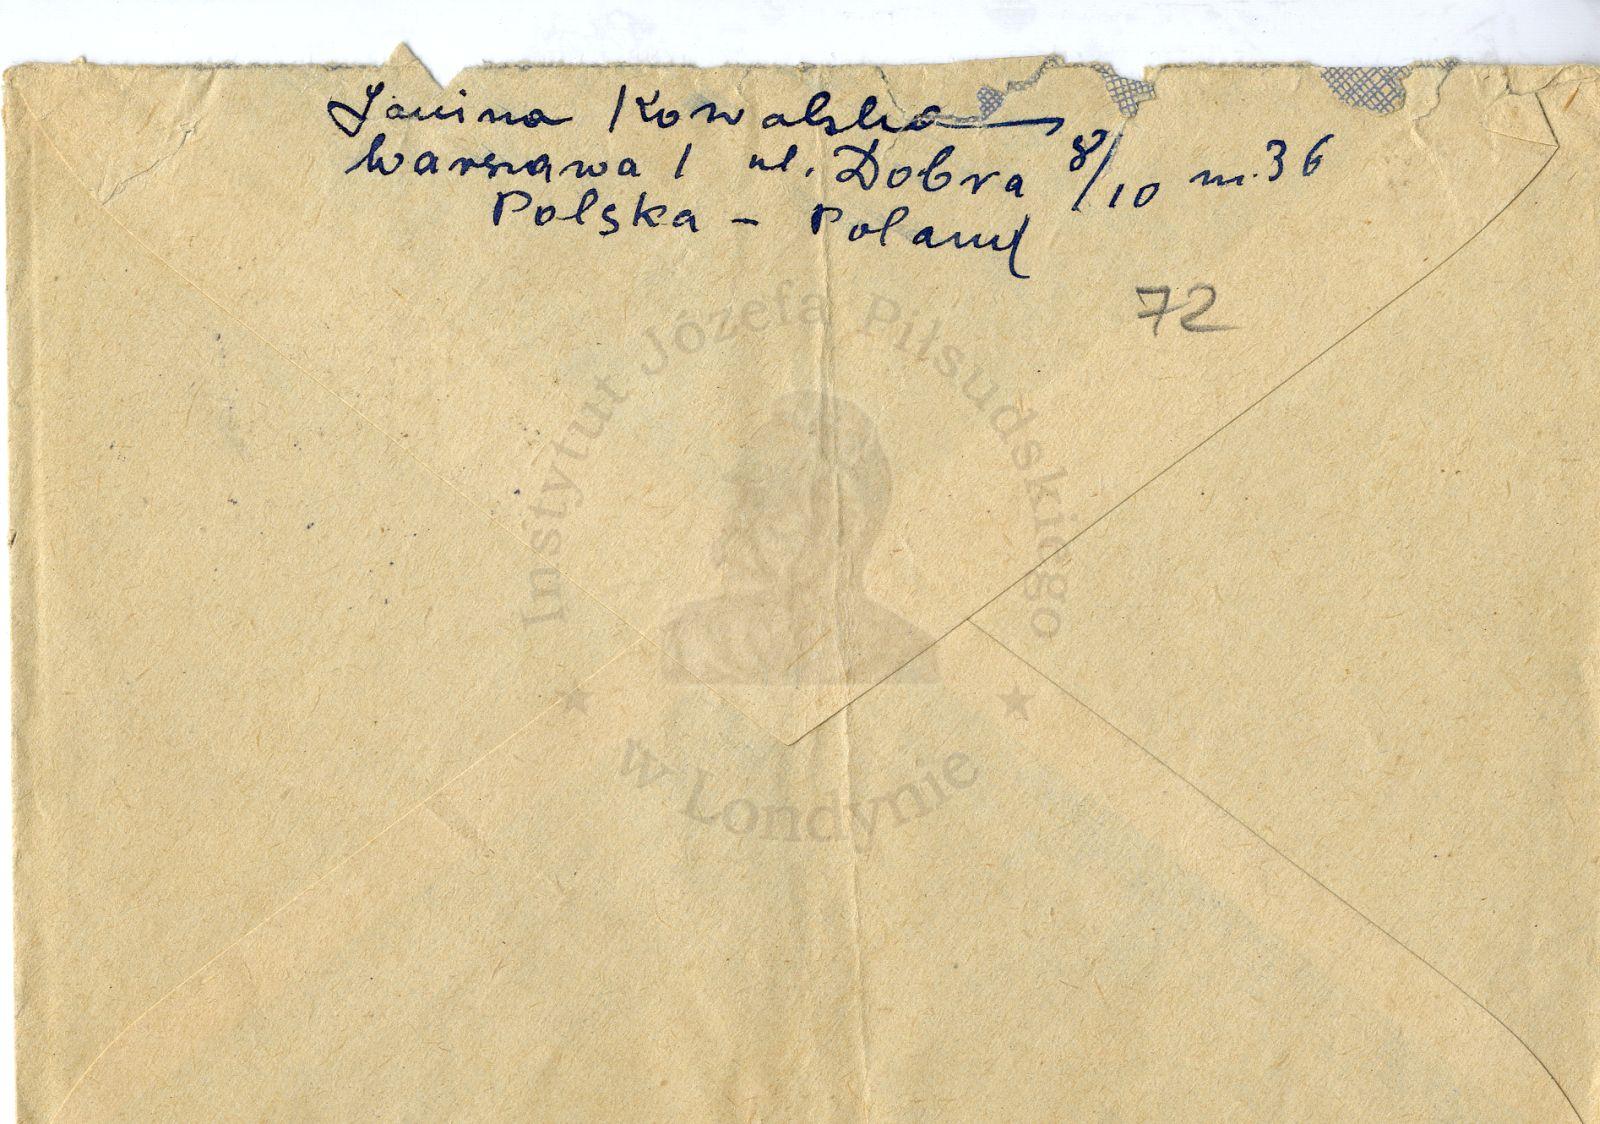 Janina Kowalska
Warszawa 1 ul. Dobra 8/10 m. 36
Polska - Poland
72
Instytut Józefa Piłsudskiego
w Londynie